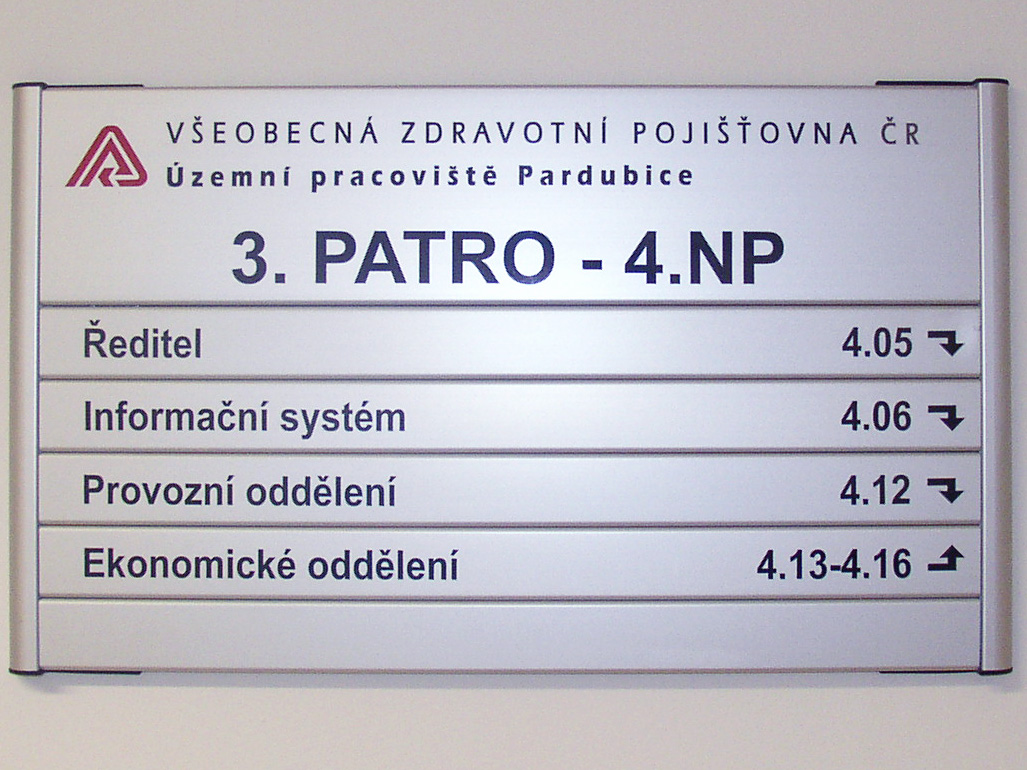 VŠEOBECNÁ ZDRAVOTNÍ POJIŠŤOVNA ČR
Územní pracoviště Pardubice
3. PATRO - 4.NP
Ředitel 4.05
Informační systém 4.06
Provozní oddělení 4.12
Ekonomické oddělení 4.13-4.16